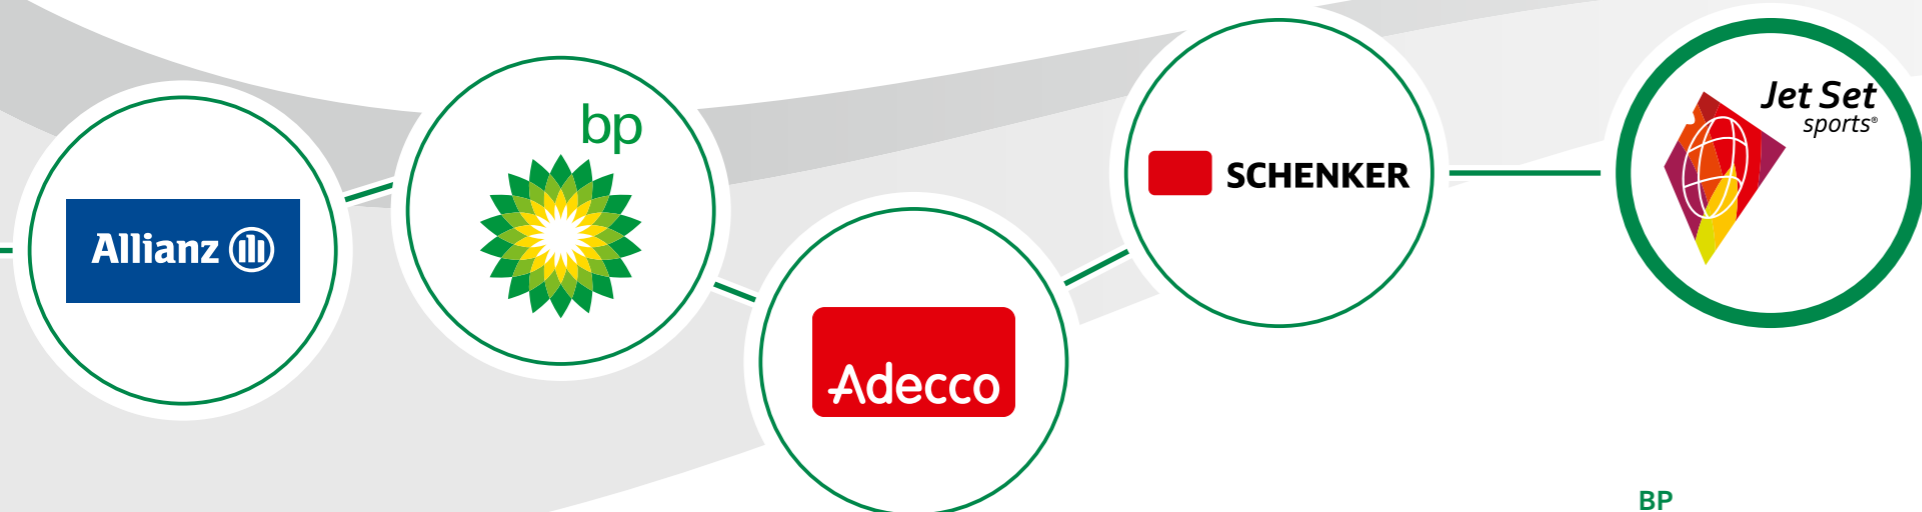 Allianz
bp
Adecco
SCHENKER
Jet Set
sports®
BP